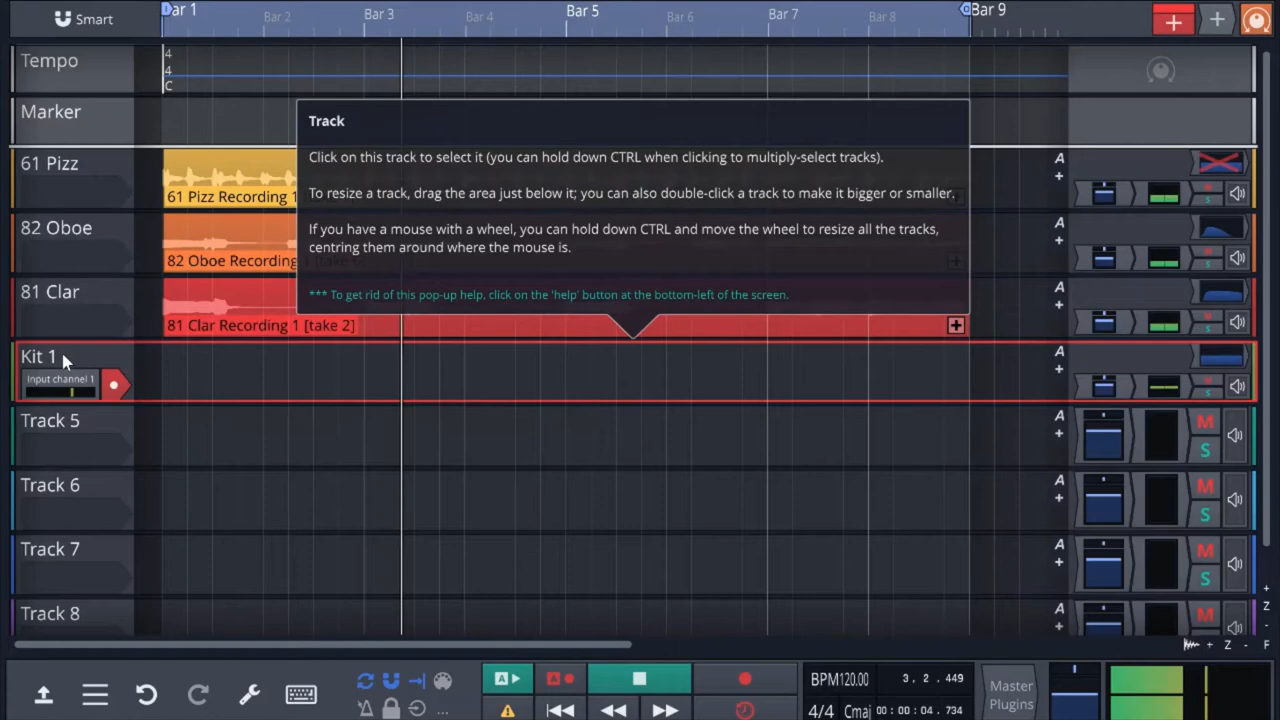 Smart
ar 1
Bar 2
Bar 3
Bar 4
Bar 5
Bar 6
Bar 7
Bar 8
Bar 9
Tempo
4
4
C
Marker
Track
Click on this track to select it (you can hold down CTRL when clicking to multiply-select tracks).
To resize a track, drag the area just below it; you can also double-click a track to make it bigger or smaller.
If you have a mouse with a wheel, you can hold down CTRL and move the wheel to resize all the tracks,
centring them around where the mouse is.
*** To get rid of this pop-up help, click on the 'help' button at the bottom-left of the screen.
61 Pizz
61 Pizz Recording 1
A
M
S
82 Oboe
82 Oboe Recording
A
M
S
81 Clar
81 Clar Recording 1 [take 2]
A
M
S
Kit 1
Input channel 1
A
M
S
Track 5
A
M
S
Track 6
A
M
S
Track 7
A
M
S
Track 8
A
M
Z
Z
F
A
A
BPM120.00
3, 2 . 449
4/4
Cmaj
00 : 00 : 04 . 734
Master
Plugins